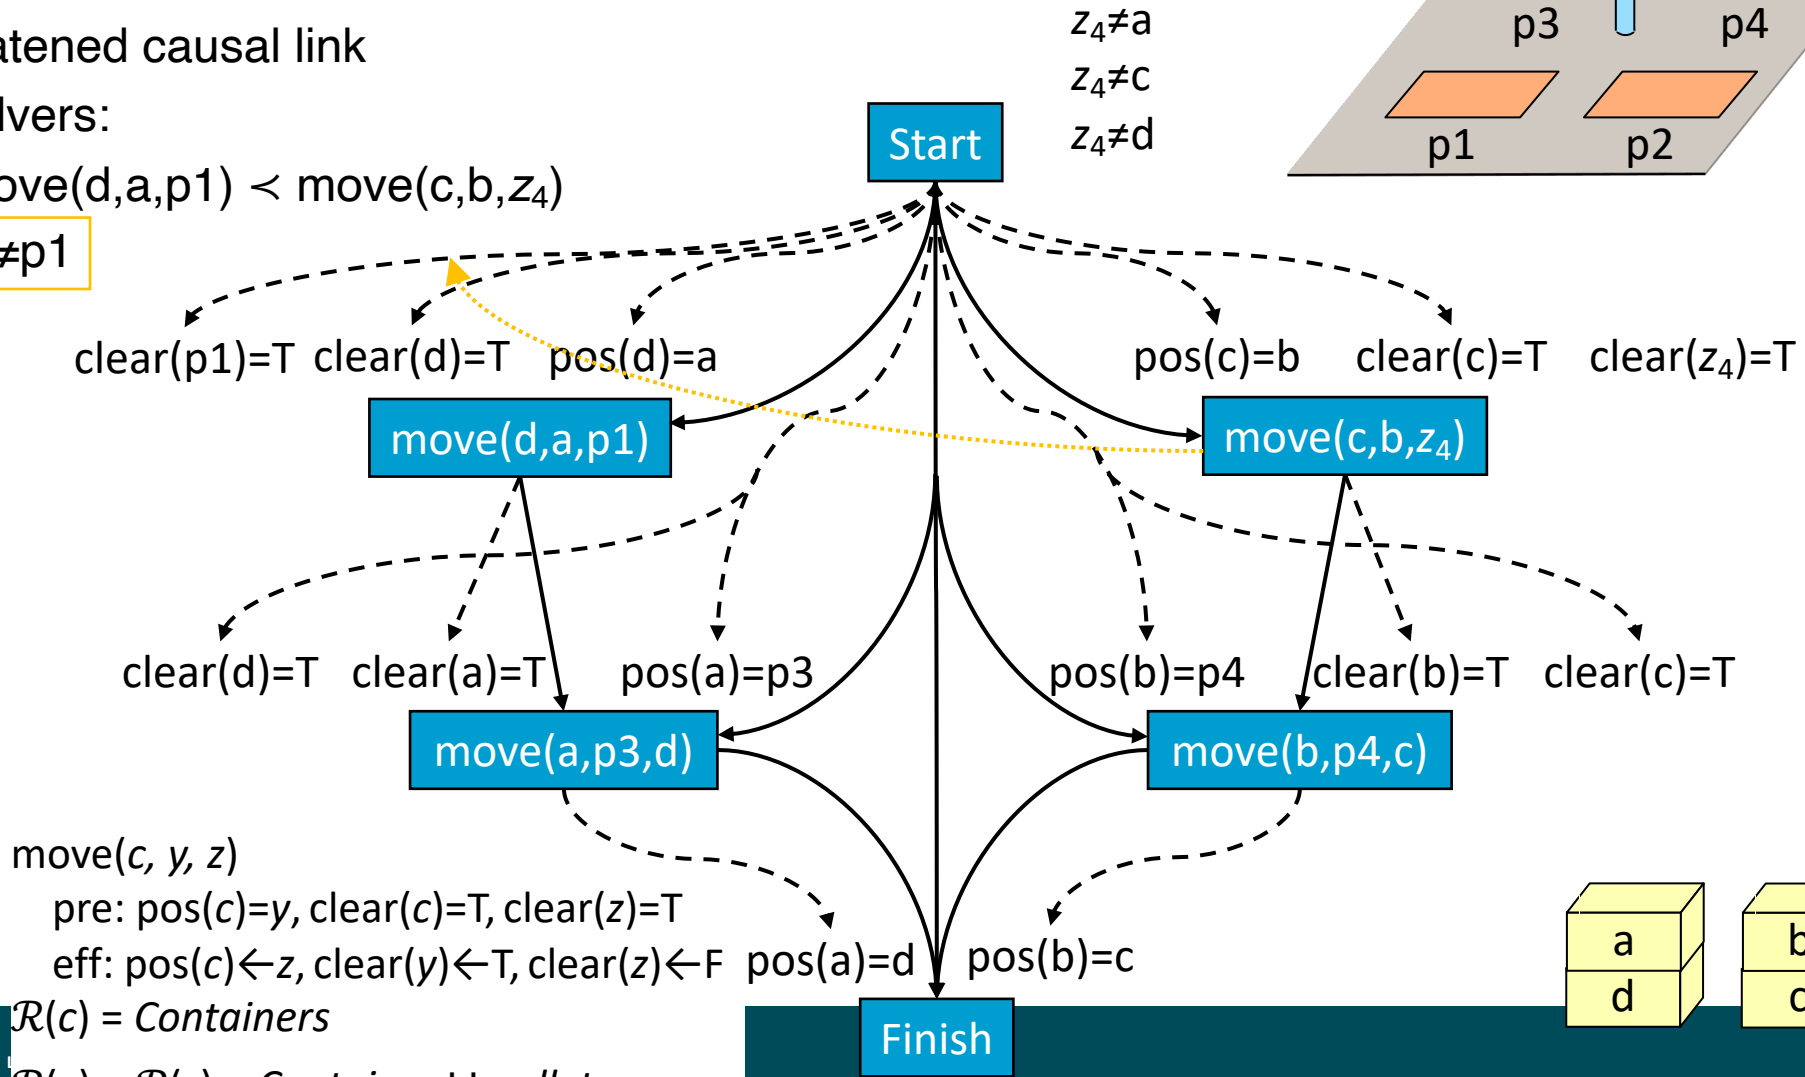 atened causal link
lvers:
ove(d,a,p1) ≺ move(c,b,z₄)
≠p1
z₄≠a
z₄≠c
z₄≠d
p3 p4
p1 p2
Start
clear(p1)=T clear(d)=T pos(d)=a pos(c)=b clear(c)=T clear(z₄)=T
move(d,a,p1) move(c,b,z₄)
clear(d)=T clear(a)=T pos(a)=p3 pos(b)=p4 clear(b)=T clear(c)=T
move(a,p3,d) move(b,p4,c)
move(c, y, z)
pre: pos(c)=y, clear(c)=T, clear(z)=T
eff: pos(c)←z, clear(y)←T, clear(z)←F
pos(a)=d pos(b)=c
ℛ(c) = Containers
Finish
a b
d c